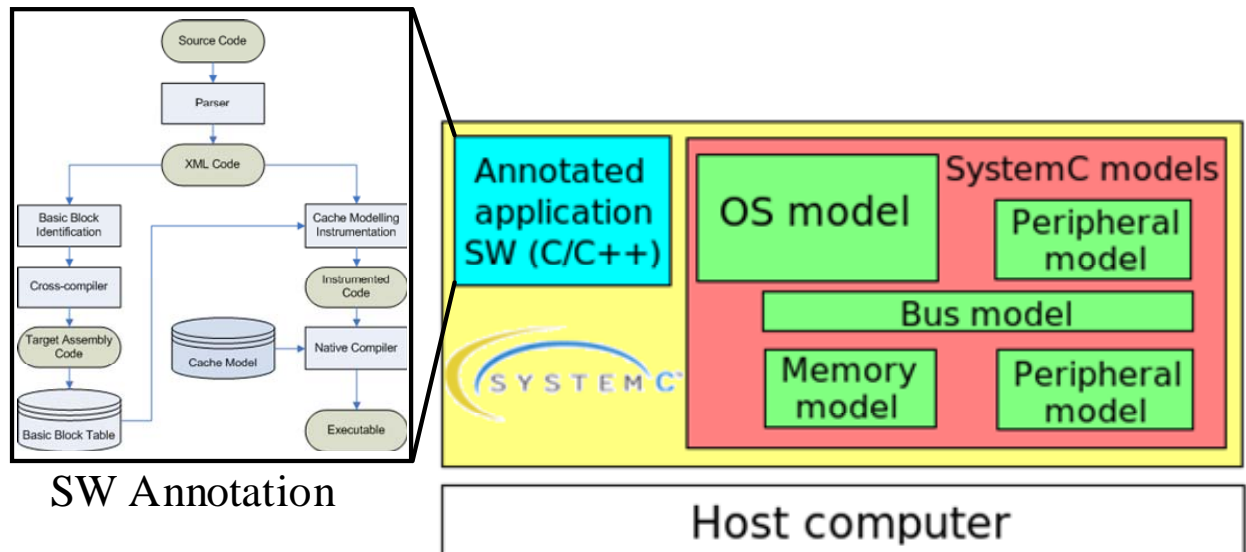 Source Code
Parser
XML Code
Basic Block
Identification
Cache Modelling
Instrumentation
Cross-compiler
Instrumented
Code
Target Assembly
Code
Cache Model
Native Compiler
Basic Block Table
Executable
SW Annotation
Annotated
application
SW (C/C++)
SYSTEM C
SystemC models
OS model
Peripheral
model
Bus model
Memory
model
Peripheral
model
Host computer